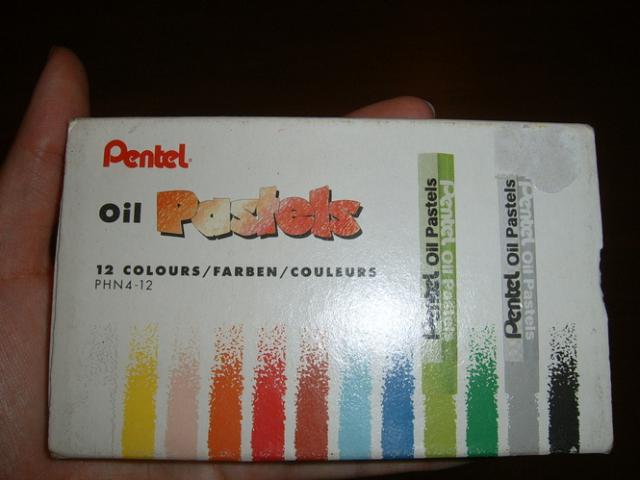 Pentel
Oil Pastels
12 COLOURS/FARBEN/COULEURS
PHN4-12
Pentel Oil Pastels
Pentel Oil Pastels
Pentel Oil Pastels
Pentel Oil Pastels